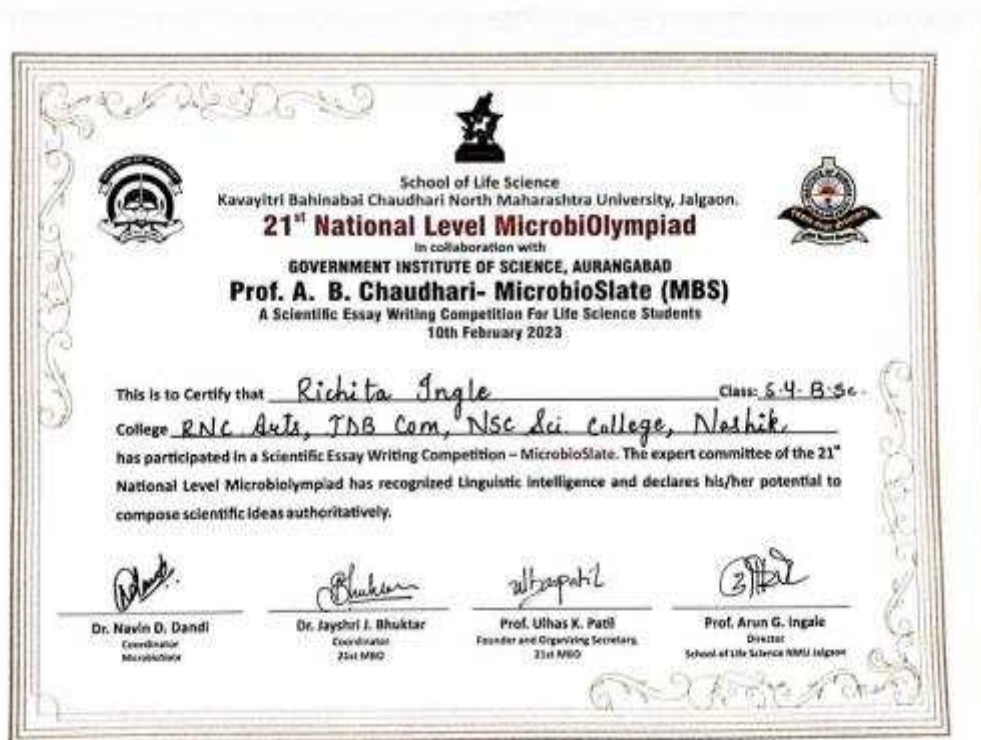 School of Life Science
Kavayitri Bahinabai Chaudhari North Maharashtra University, Jalgaon.
21st National Level MicrobiOlympiad
In collaboration with
GOVERNMENT INSTITUTE OF SCIENCE, AURANGABAD
Prof. A. B. Chaudhari- MicrobioSlate (MBS)
A Scientific Essay Writing Competition For Life Science Students
10th February 2023
This is to Certify that Richita Ingle Class: S.Y. B.Sc.
College RNC Arts, JDB Com, NSC Sci. College, Nashik,
has participated in a Scientific Essay Writing Competition – MicrobioSlate. The expert committee of the 21st
National Level Microbiolympiad has recognized Linguistic intelligence and declares his/her potential to
compose scientific ideas authoritatively.
Dr. Navin D. Dandi
Coordinator
MicrobioSlate
Dr. Jayshri J. Bhuktar
Coordinator
21st MBO
Prof. Ulhas K. Patil
Founder and Organizing Secretary,
21st MBO
Prof. Arun G. Ingale
Director
School of Life Science NMU Jalgaon